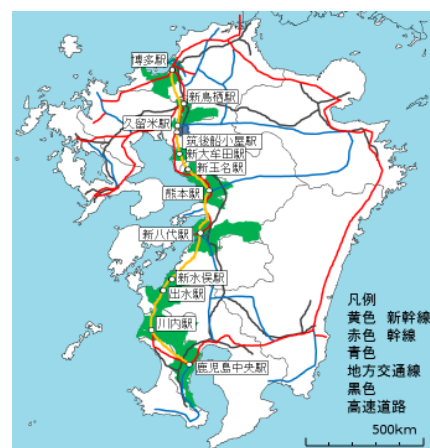 博多駅
新鳥栖駅
久留米駅
筑後船小屋駅
新大牟田駅
新玉名駅
熊本駅
新八代駅
新水俣駅
出水駅
川内駅
鹿児島中央駅
凡例
黄色 新幹線
赤色 幹線
青色
地方交通線
黒色
高速道路
500km